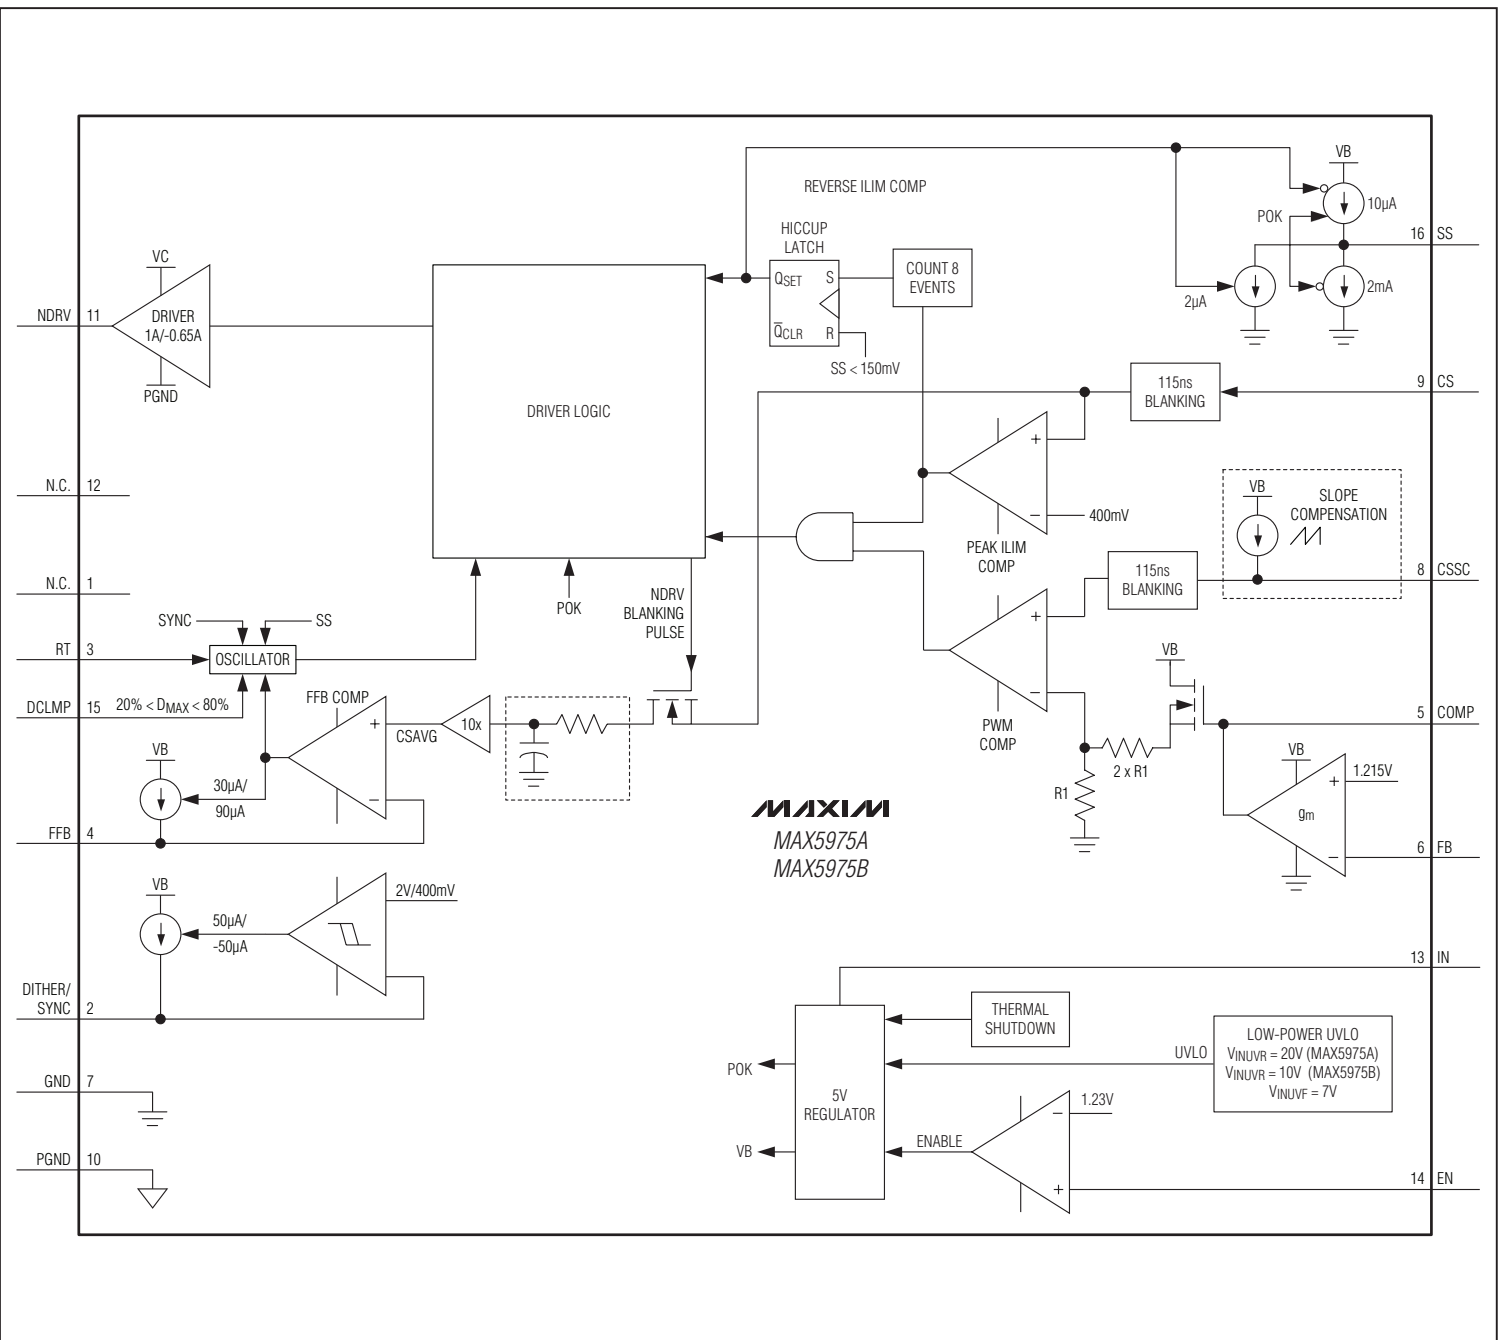 VB
REVERSE ILIM COMP
10µA
POK
HICCUP
LATCH
16 SS
VC
COUNT 8
EVENTS
QSET S
2µA
2mA
NDRV 11
DRIVER
1A/-0.65A
Q̅CLR R
SS < 150mV
PGND
115ns
BLANKING
9 CS
DRIVER LOGIC
+
N.C. 12
VB
SLOPE
COMPENSATION
−
400mV
PEAK ILIM
COMP
115ns
BLANKING
8 CSSC
N.C. 1
POK
NDRV
BLANKING
PULSE
SYNC
SS
+
RT 3
OSCILLATOR
VB
−
FFB COMP
DCLMP 15
20% < DMAX < 80%
+
10x
CSAVG
PWM
COMP
5 COMP
VB
VB
2 x R1
1.215V
+
30µA/
90µA
−
R1
gm
MAXIM
MAX5975A
MAX5975B
FFB 4
−
6 FB
VB
2V/400mV
50µA/
-50µA
13 IN
DITHER/
SYNC 2
THERMAL
SHUTDOWN
LOW-POWER UVLO
VINUVR = 20V (MAX5975A)
VINUVR = 10V (MAX5975B)
VINUVF = 7V
UVLO
POK
GND 7
5V
REGULATOR
1.23V
−
ENABLE
VB
PGND 10
+
14 EN